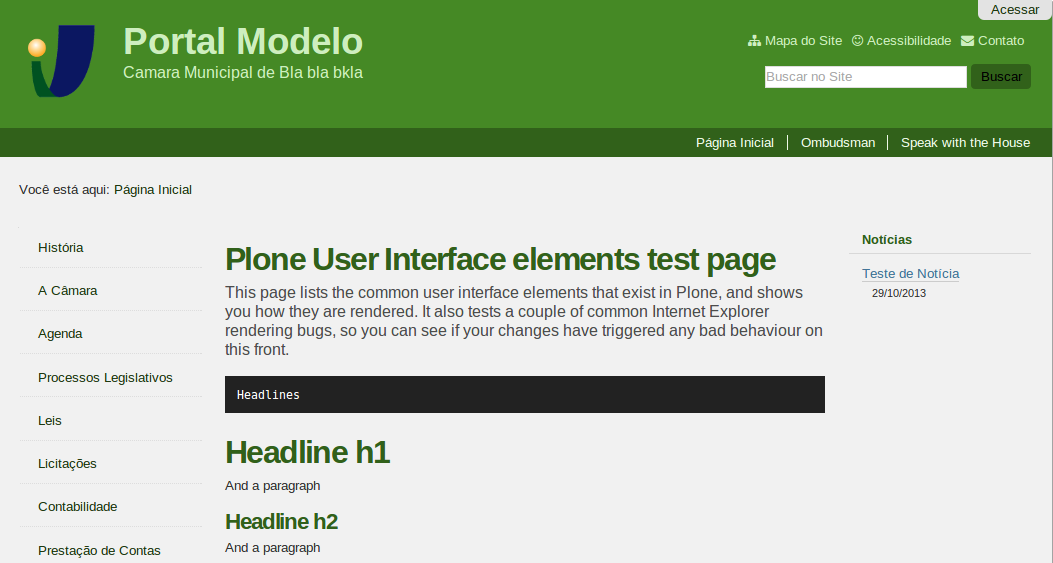 Acessar
Portal Modelo
Camara Municipal de Bla bla bkla
Mapa do Site Acessibilidade Contato
Buscar no Site Buscar
Página Inicial Ombudsman Speak with the House
Você está aqui: Página Inicial
História
A Câmara
Agenda
Processos Legislativos
Leis
Licitações
Contabilidade
Prestação de Contas
Plone User Interface elements test page
This page lists the common user interface elements that exist in Plone, and shows
you how they are rendered. It also tests a couple of common Internet Explorer
rendering bugs, so you can see if your changes have triggered any bad behaviour on
this front.
Headlines
Headline h1
And a paragraph
Headline h2
And a paragraph
Notícias
Teste de Notícia
29/10/2013